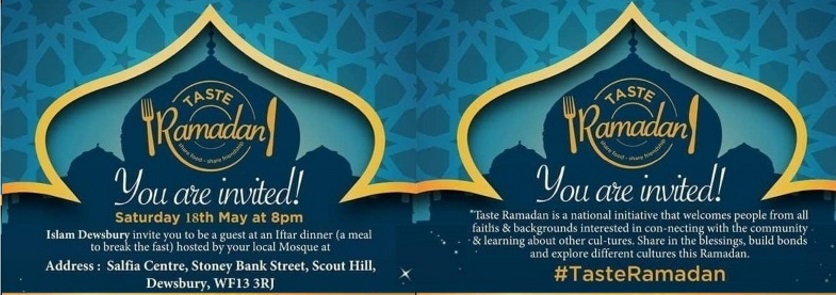 TASTE
Ramadan
share food - share friendship
You are invited!
Saturday 18th May at 8pm
Islam Dewsbury invite you to be a guest at an Iftar dinner (a meal
to break the fast) hosted by your local Mosque at
Address : Salfia Centre, Stoney Bank Street, Scout Hill,
Dewsbury, WF13 3RJ
TASTE
Ramadan
share food - share friendship
You are invited!
"Taste Ramadan is a national initiative that welcomes people from all
faiths & backgrounds interested in con-necting with the community
& learning about other cul-tures. Share in the blessings, build bonds
and explore different cultures this Ramadan.
#TasteRamadan